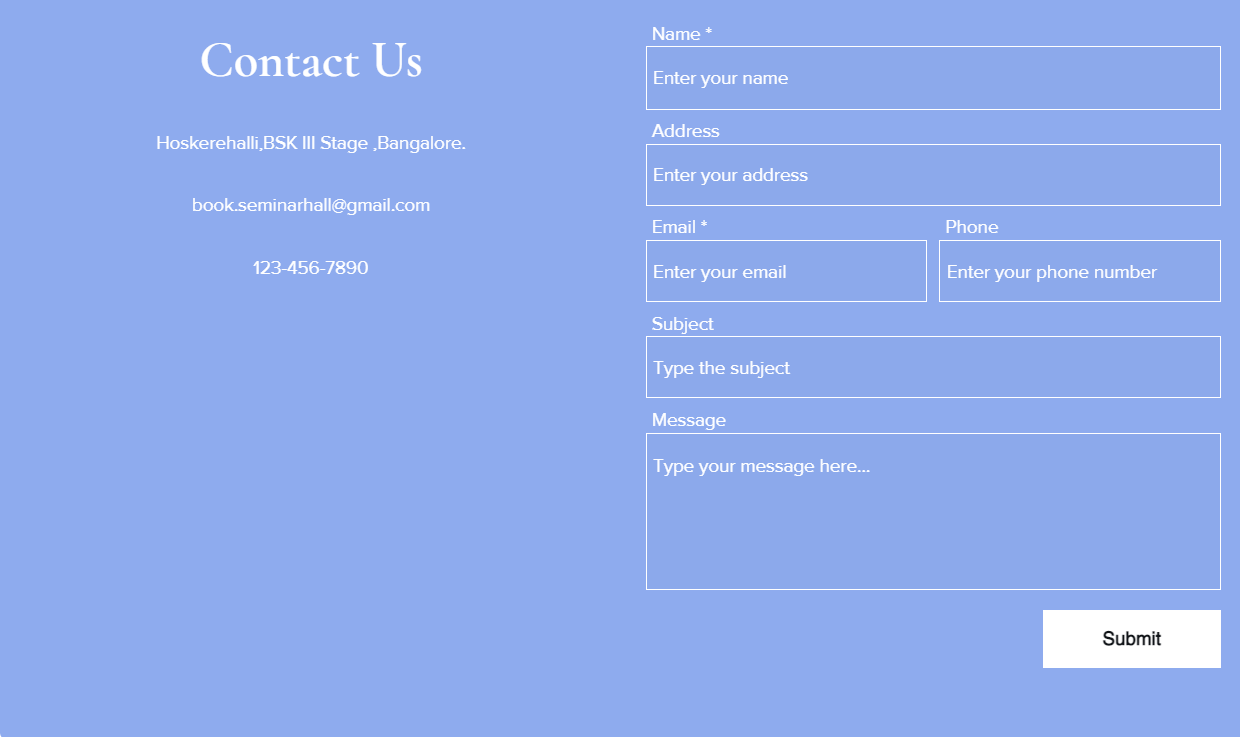 Contact Us
Hoskerehalli,BSK III Stage ,Bangalore.
book.seminarhall@gmail.com
123-456-7890
Name *
Enter your name
Address
Enter your address
Email *
Phone
Enter your email
Enter your phone number
Subject
Type the subject
Message
Type your message here...
Submit